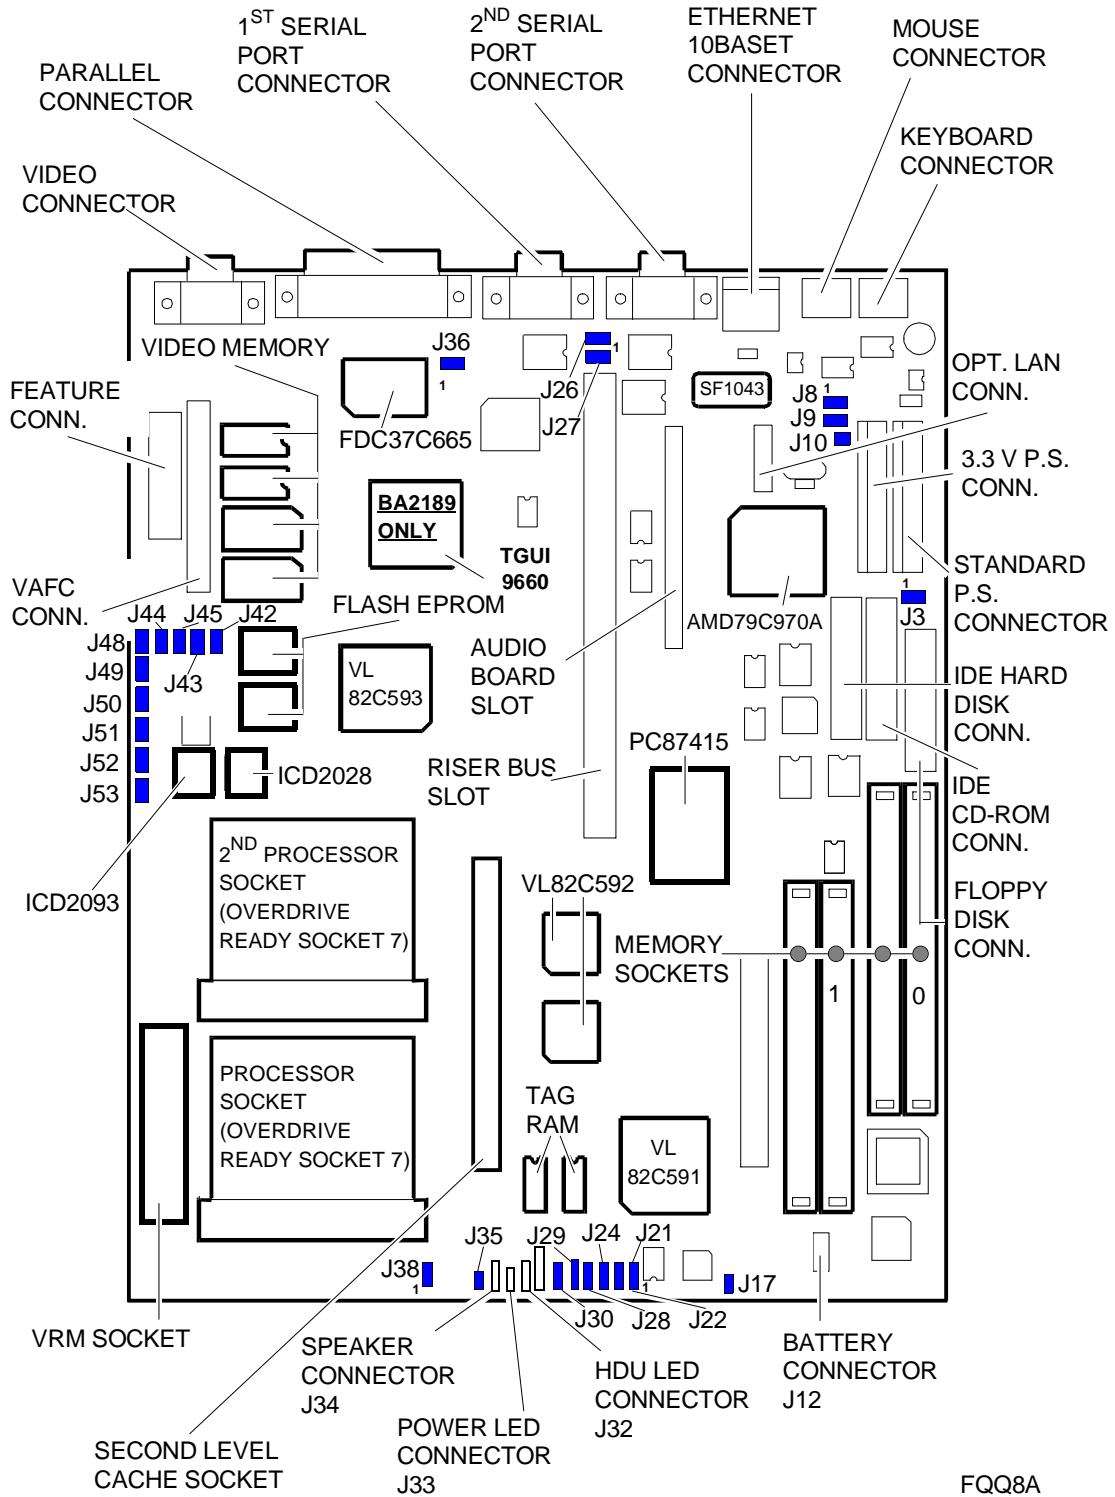 1ST SERIAL
PORT
CONNECTOR
2ND SERIAL
PORT
CONNECTOR
ETHERNET
10BASET
CONNECTOR
MOUSE
CONNECTOR
PARALLEL
CONNECTOR
KEYBOARD
CONNECTOR
VIDEO
CONNECTOR
VIDEO MEMORY
J36
1
J26
1
J27
SF1043
J8
1
J9
J10
OPT. LAN
CONN.
FEATURE
CONN.
FDC37C665
3.3 V P.S.
CONN.
BA2189
ONLY
TGUI
9660
VAFC
CONN.
FLASH EPROM
AMD79C970A
STANDARD
P.S.
CONNECTOR
1
J3
J44
J45
J42
J48
J43
J49
J50
J51
J52
J53
VL
82C593
AUDIO
BOARD
SLOT
IDE HARD
DISK
CONN.
PC87415
RISER BUS
SLOT
ICD2028
IDE
CD-ROM
CONN.
ICD2093
2ND PROCESSOR
SOCKET
(OVERDRIVE
READY SOCKET 7)
VL82C592
FLOPPY
DISK
CONN.
MEMORY
SOCKETS
1
0
PROCESSOR
SOCKET
(OVERDRIVE
READY SOCKET 7)
TAG
RAM
VL
82C591
J38
1
J35
J29
J24
J21
1
J17
J30
J28
J22
VRM SOCKET
SPEAKER
CONNECTOR
J34
HDU LED
CONNECTOR
J32
BATTERY
CONNECTOR
J12
POWER LED
CONNECTOR
J33
SECOND LEVEL
CACHE SOCKET
FQQ8A